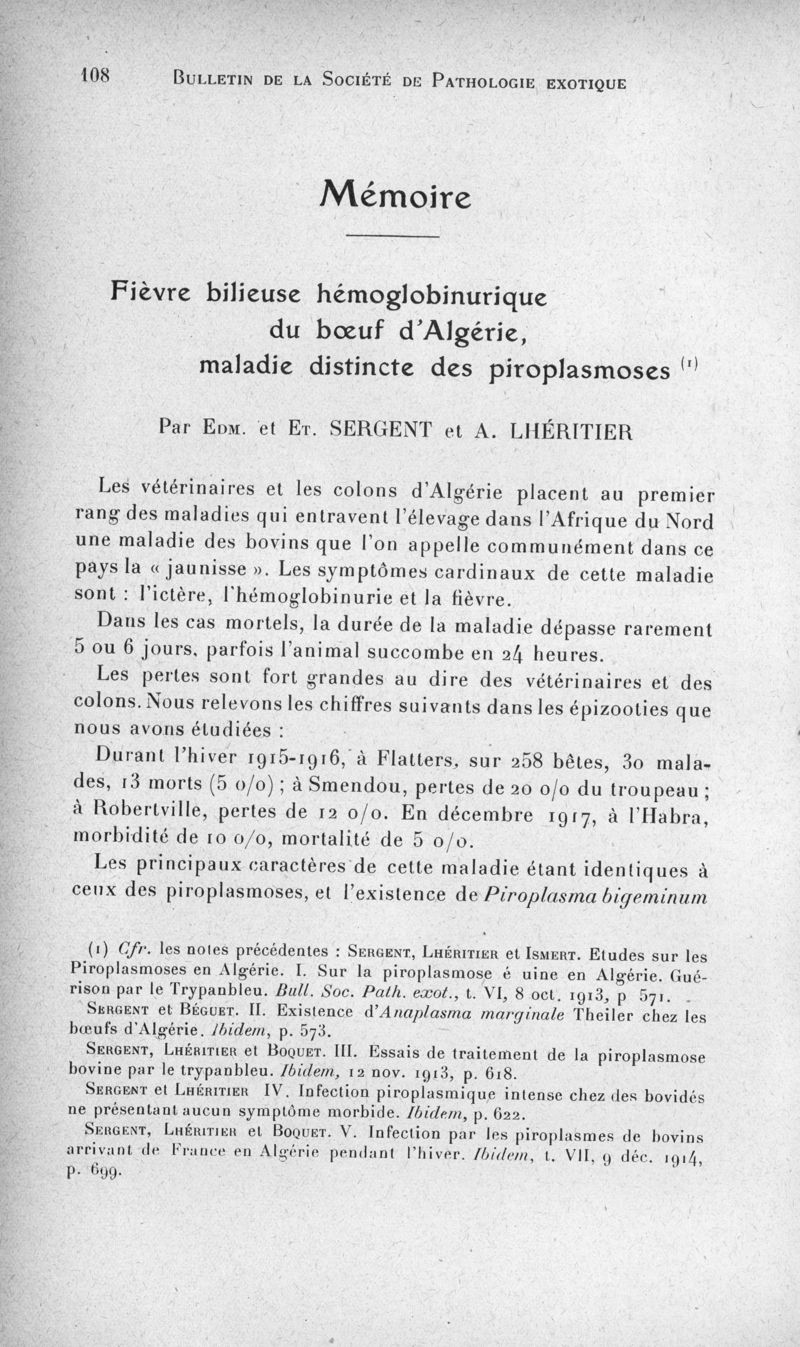 108
BULLETIN DE LA SOCIÉTÉ DE PATHOLOGIE EXOTIQUE
Mémoire
Fièvre bilieuse hémoglobinurique
du bœuf d'Algérie,
maladie distincte des piroplasmoses (1)
Par EDM. et ET. SERGENT et A. LHÉRITIER
Les vétérinaires et les colons d'Algérie placent au premier
rang des maladies qui entravent l'élevage dans l'Afrique du Nord
une maladie des bovins que l'on appelle communément dans ce
pays la « jaunisse ». Les symptômes cardinaux de cette maladie
sont : l'ictère, l'hémoglobinurie et la fièvre.
Dans les cas mortels, la durée de la maladie dépasse rarement
5 ou 6 jours, parfois l'animal succombe en 24 heures.
Les pertes sont fort grandes au dire des vétérinaires et des
colons. Nous relevons les chiffres suivants dans les épizooties que
nous avons étudiées :
Durant l'hiver 1915-1916, à Flatters, sur 258 bêtes, 30 mala-
des, 13 morts (5 o/o) ; à Smendou, pertes de 20 o/o du troupeau ;
à Robertville, pertes de 12 o/o. En décembre 1917, à l'Habra,
morbidité de 10 o/o, mortalité de 5 o/o.
Les principaux caractères de cette maladie étant identiques à
ceux des piroplasmoses, et l'existence de Piroplasma bigeminum
(1) Cfr. les notes précédentes : SERGENT, LHÉRITIER et ISMERT. Etudes sur les
Piroplasmoses en Algérie. I. Sur la piroplasmose é uine en Algérie. Gué-
rison par le Trypanbleu. Bull. Soc. Path. exot., t. VI, 8 oct. 1913, p 571.
SERGENT et BÉGUET. II. Existence d'Anaplasma marginale Theiler chez les
bœufs d'Algérie. Ibidem, p. 573.
SERGENT, LHÉRITIER et BOQUET. III. Essais de traitement de la piroplasmose
bovine par le trypanbleu. Ibidem, 12 nov. 1913, p. 618.
SERGENT et LHÉRITIER IV. Infection piroplasmique intense chez des bovidés
ne présentant aucun symptôme morbide. Ibidem, p. 622.
SERGENT, LHÉRITIER et BOQUET. V. Infection par les piroplasmes de bovins
arrivant de France en Algérie pendant l'hiver. Ibidem, t. VII, 9 déc. 1914,
p. 699.